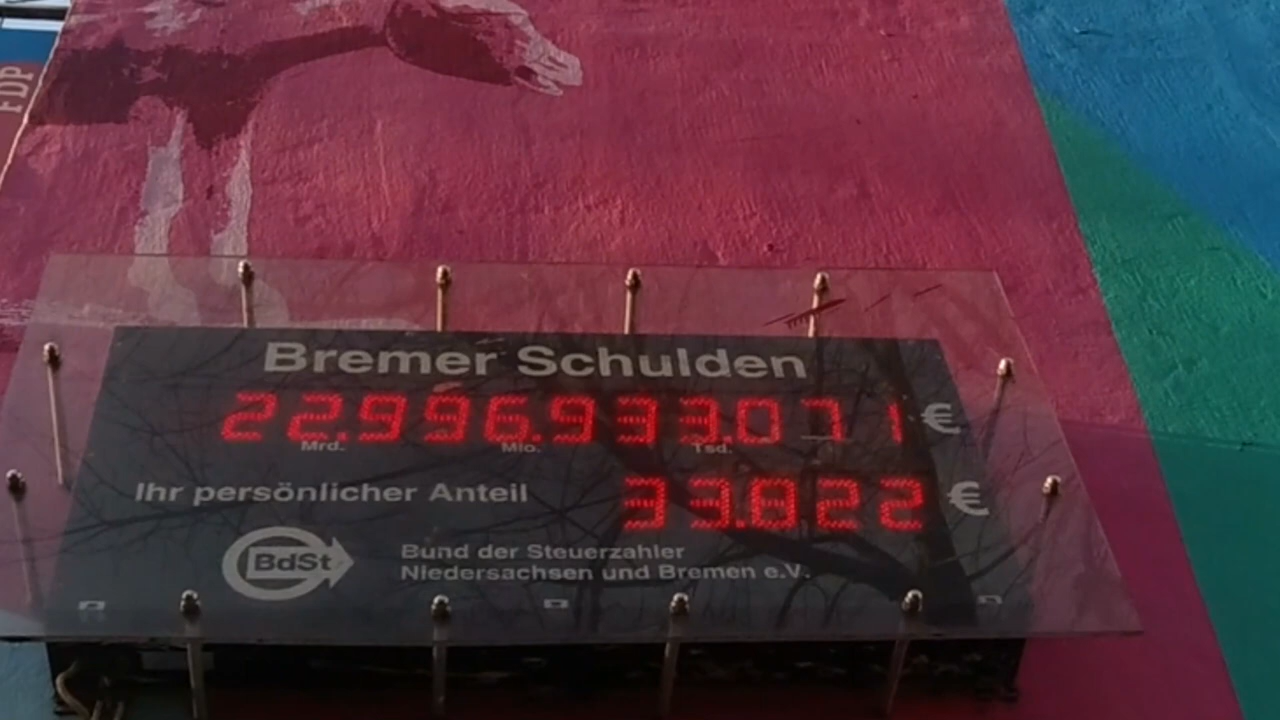 FDP
Bremer Schulden
22.996.933.071 €
Mrd. Mio. Tsd.
Ihr persönlicher Anteil 33.822 €
BdSt
Bund der Steuerzahler
Niedersachsen und Bremen e.V.